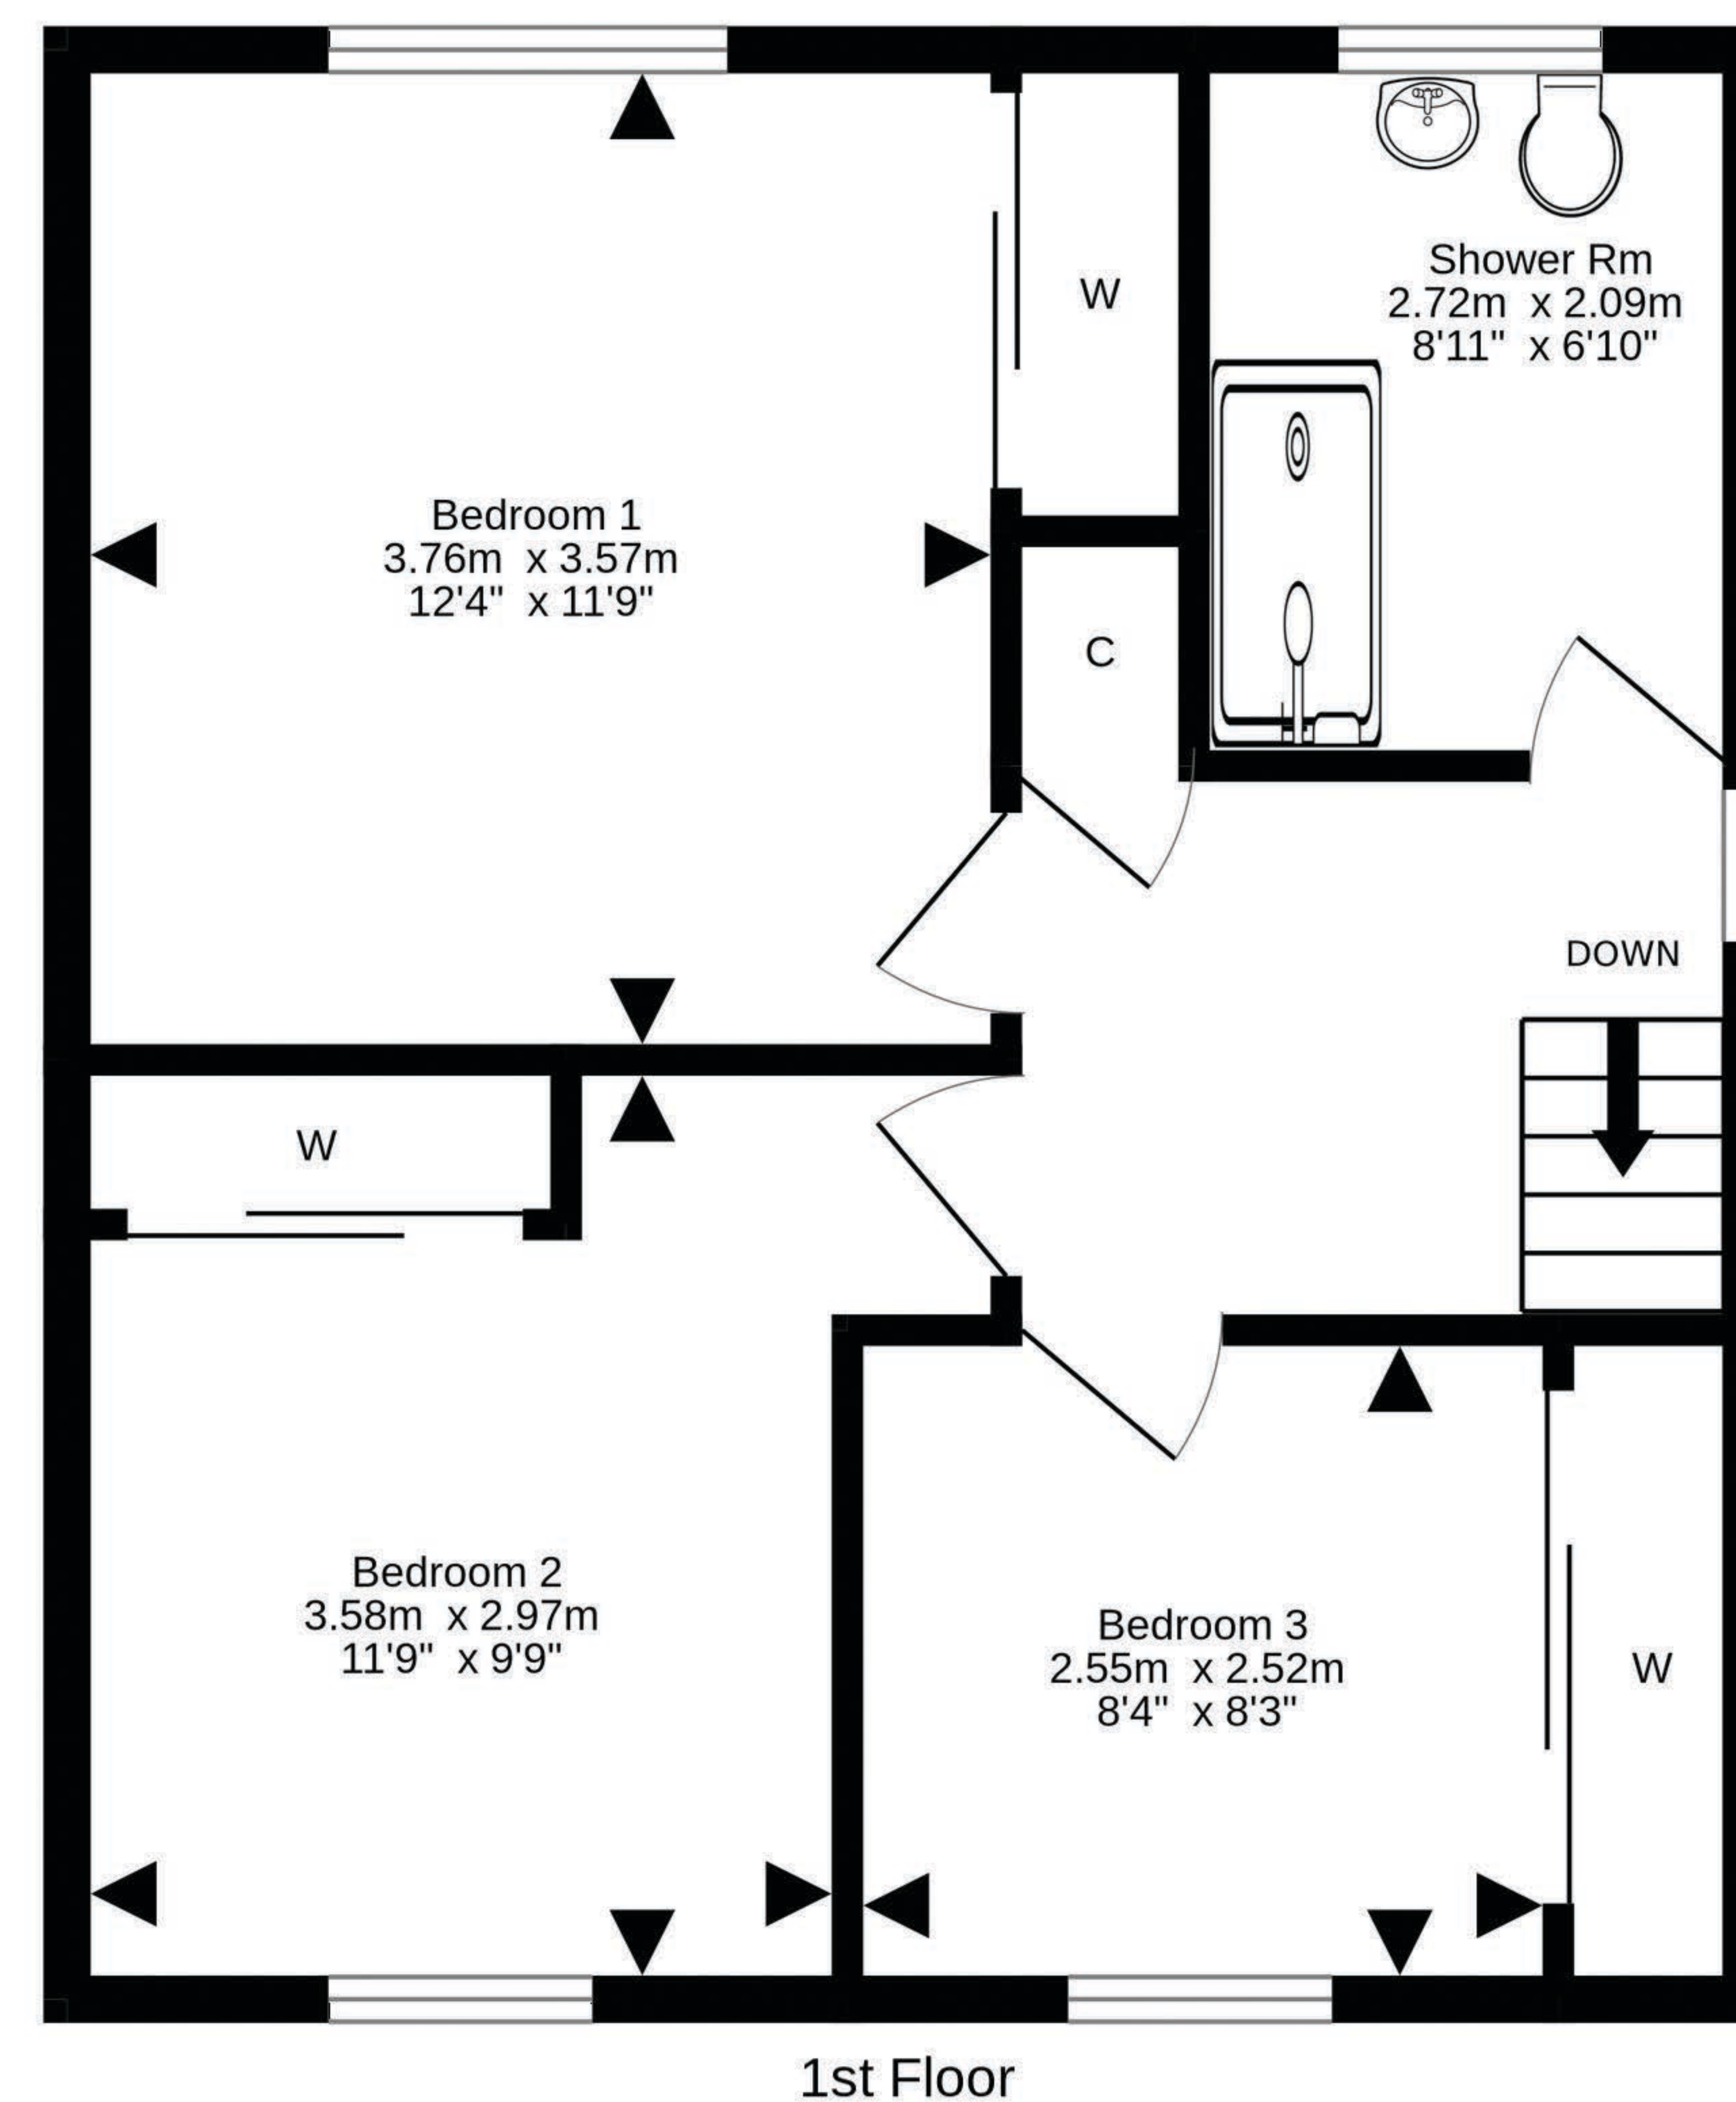 Shower Rm
2.72m x 2.09m
8'11" x 6'10"
W
Bedroom 1
3.76m x 3.57m
12'4" x 11'9"
C
DOWN
W
Bedroom 2
3.58m x 2.97m
11'9" x 9'9"
Bedroom 3
2.55m x 2.52m
8'4" x 8'3"
W
1st Floor